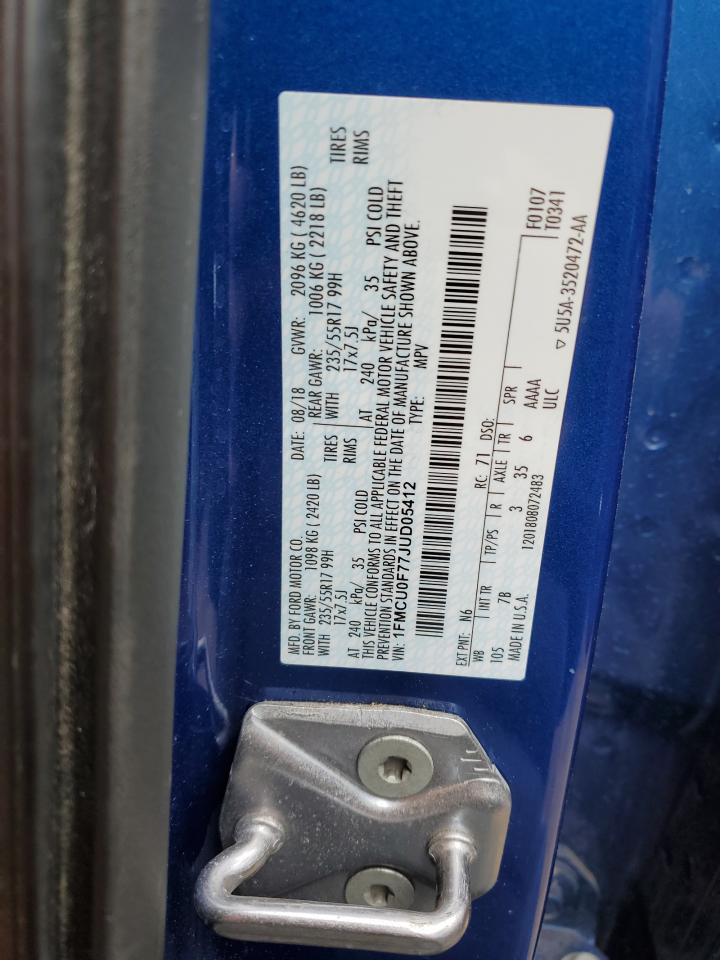 MFD. BY FORD MOTOR CO. DATE: 08/18 GVWR: 2096 KG ( 4620 LB)
FRONT GAWR: 1098 KG ( 2420 LB) REAR GAWR: 1006 KG ( 2218 LB)
WITH 235/55R17 99H TIRES WITH 235/55R17 99H TIRES
17x7.5J RIMS 17x7.5J RIMS
AT 240 kPa/ 35 PSI COLD AT 240 kPa/ 35 PSI COLD
THIS VEHICLE CONFORMS TO ALL APPLICABLE FEDERAL MOTOR VEHICLE SAFETY AND THEFT
PREVENTION STANDARDS IN EFFECT ON THE DATE OF MANUFACTURE SHOWN ABOVE.
VIN: 1FMCU0F77JUD05412 TYPE: MPV
EXT PNT: N6 RC: 71 DSO: F0107
WB INT TR TP/PS R AXLE TR SPR T0341
105 7B 3 35 6 AAAA
MADE IN U.S.A. 1201808072483 ULC
▽ 5U5A-3520472-AA